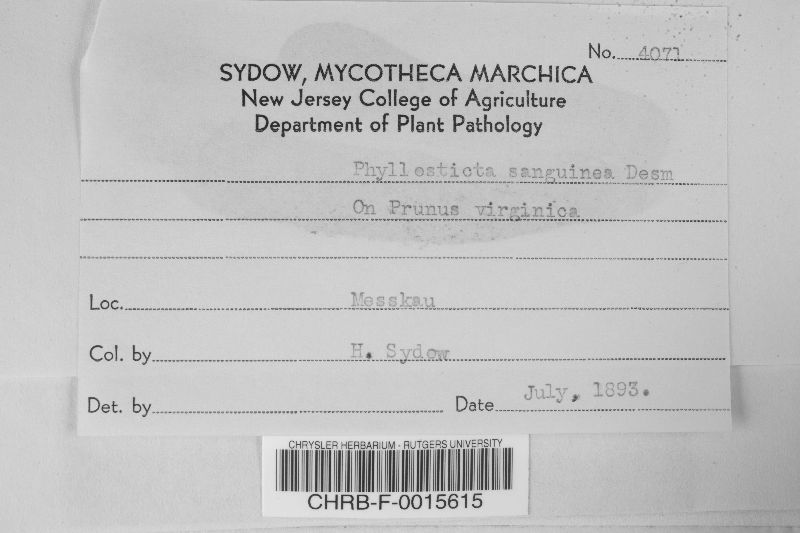 No. 4071
SYDOW, MYCOTHECA MARCHICA
New Jersey College of Agriculture
Department of Plant Pathology
Phyllosticta sanguinea Desm
On Prunus virginica
Loc. Messkau
Col. by H. Sydow
Det. by Date July, 1893.
CHRYSLER HERBARIUM - RUTGERS UNIVERSITY
CHRB-F-0015615